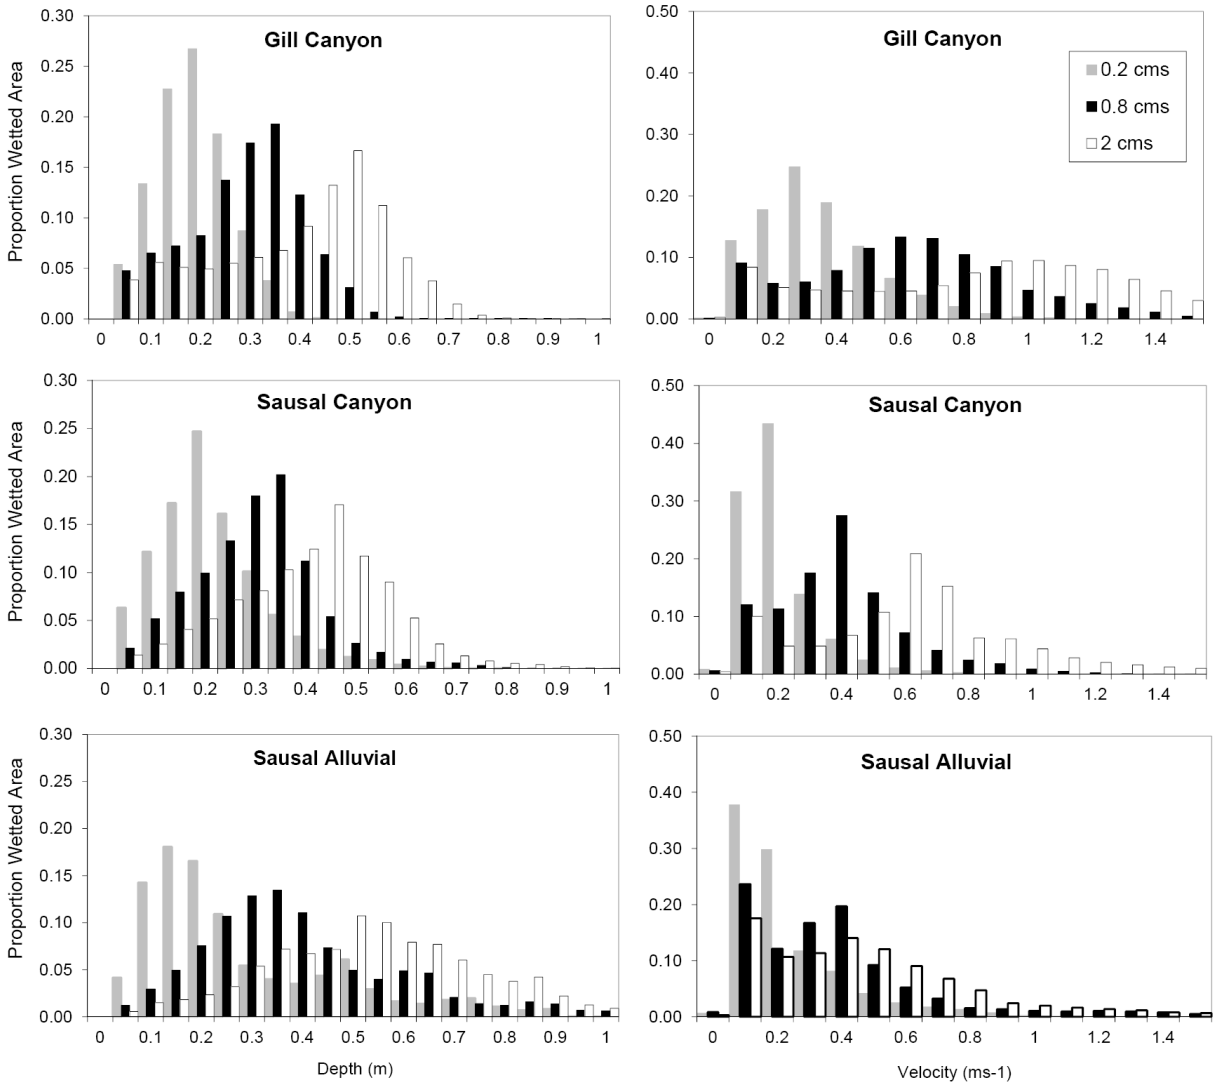 Gill Canyon
Proportion Wetted Area
0.30
0.25
0.20
0.15
0.10
0.05
0.00
0 0.1 0.2 0.3 0.4 0.5 0.6 0.7 0.8 0.9 1
Gill Canyon
0.50
0.40
0.30
0.20
0.10
0.00
0 0.2 0.4 0.6 0.8 1 1.2 1.4
0.2 cms
0.8 cms
2 cms
Sausal Canyon
Proportion Wetted Area
0.30
0.25
0.20
0.15
0.10
0.05
0.00
0 0.1 0.2 0.3 0.4 0.5 0.6 0.7 0.8 0.9 1
Sausal Canyon
0.50
0.40
0.30
0.20
0.10
0.00
0 0.2 0.4 0.6 0.8 1 1.2 1.4
Sausal Alluvial
Proportion Wetted Area
0.30
0.25
0.20
0.15
0.10
0.05
0.00
0 0.1 0.2 0.3 0.4 0.5 0.6 0.7 0.8 0.9 1
Depth (m)
Sausal Alluvial
0.50
0.40
0.30
0.20
0.10
0.00
0 0.2 0.4 0.6 0.8 1 1.2 1.4
Velocity (ms-1)